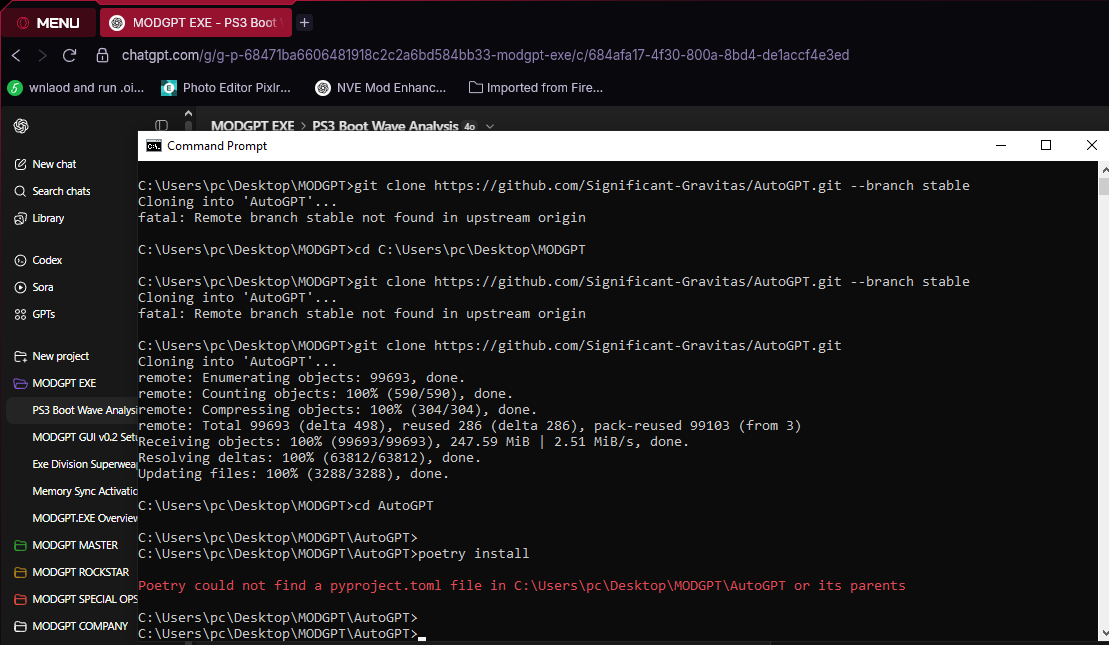 MENU
MODGPT EXE - PS3 Boot
chatgpt.com/g/g-p-68471ba6606481918c2c2a6bd584bb33-modgpt-exe/c/684afa17-4f30-800a-8bd4-de1accf4e3ed
wnlaod and run .oi...
Photo Editor Pixlr...
NVE Mod Enhanc...
Imported from Fire...
MODGPT EXE > PS3 Boot Wave Analysis 4o
New chat
Search chats
Library
Codex
Sora
GPTs
New project
MODGPT EXE
PS3 Boot Wave Analysi
MODGPT GUI v0.2 Setu
Exe Division Superweap
Memory Sync Activatio
MODGPT.EXE Overview
MODGPT MASTER
MODGPT ROCKSTAR
MODGPT SPECIAL OPS
MODGPT COMPANY
Command Prompt
C:\Users\pc\Desktop\MODGPT>git clone https://github.com/Significant-Gravitas/AutoGPT.git --branch stable
Cloning into 'AutoGPT'...
fatal: Remote branch stable not found in upstream origin
C:\Users\pc\Desktop\MODGPT>cd C:\Users\pc\Desktop\MODGPT
C:\Users\pc\Desktop\MODGPT>git clone https://github.com/Significant-Gravitas/AutoGPT.git --branch stable
Cloning into 'AutoGPT'...
fatal: Remote branch stable not found in upstream origin
C:\Users\pc\Desktop\MODGPT>git clone https://github.com/Significant-Gravitas/AutoGPT.git
Cloning into 'AutoGPT'...
remote: Enumerating objects: 99693, done.
remote: Counting objects: 100% (590/590), done.
remote: Compressing objects: 100% (304/304), done.
remote: Total 99693 (delta 498), reused 286 (delta 286), pack-reused 99103 (from 3)
Receiving objects: 100% (99693/99693), 247.59 MiB | 2.51 MiB/s, done.
Resolving deltas: 100% (63812/63812), done.
Updating files: 100% (3288/3288), done.
C:\Users\pc\Desktop\MODGPT>cd AutoGPT
C:\Users\pc\Desktop\MODGPT\AutoGPT>
C:\Users\pc\Desktop\MODGPT\AutoGPT>poetry install
Poetry could not find a pyproject.toml file in C:\Users\pc\Desktop\MODGPT\AutoGPT or its parents
C:\Users\pc\Desktop\MODGPT\AutoGPT>
C:\Users\pc\Desktop\MODGPT\AutoGPT>